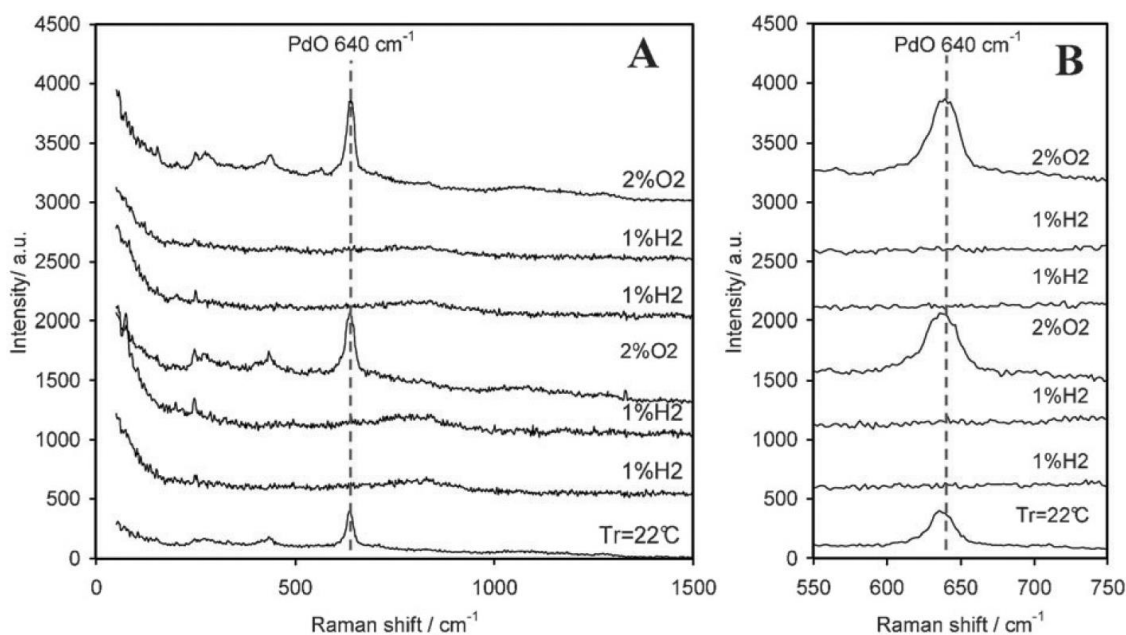 PdO 640 cm⁻¹
A
4500
4000
3500
3000
2500
2000
1500
1000
500
0
Intensity/ a.u.
2%O2
1%H2
1%H2
2%O2
1%H2
1%H2
Tr=22℃
0
500
1000
1500
Raman shift / cm⁻¹
PdO 640 cm⁻¹
B
4500
4000
3500
3000
2500
2000
1500
1000
500
0
Intensity/ a.u.
2%O2
1%H2
1%H2
2%O2
1%H2
1%H2
Tr=22℃
550
600
650
700
750
Raman shift / cm⁻¹